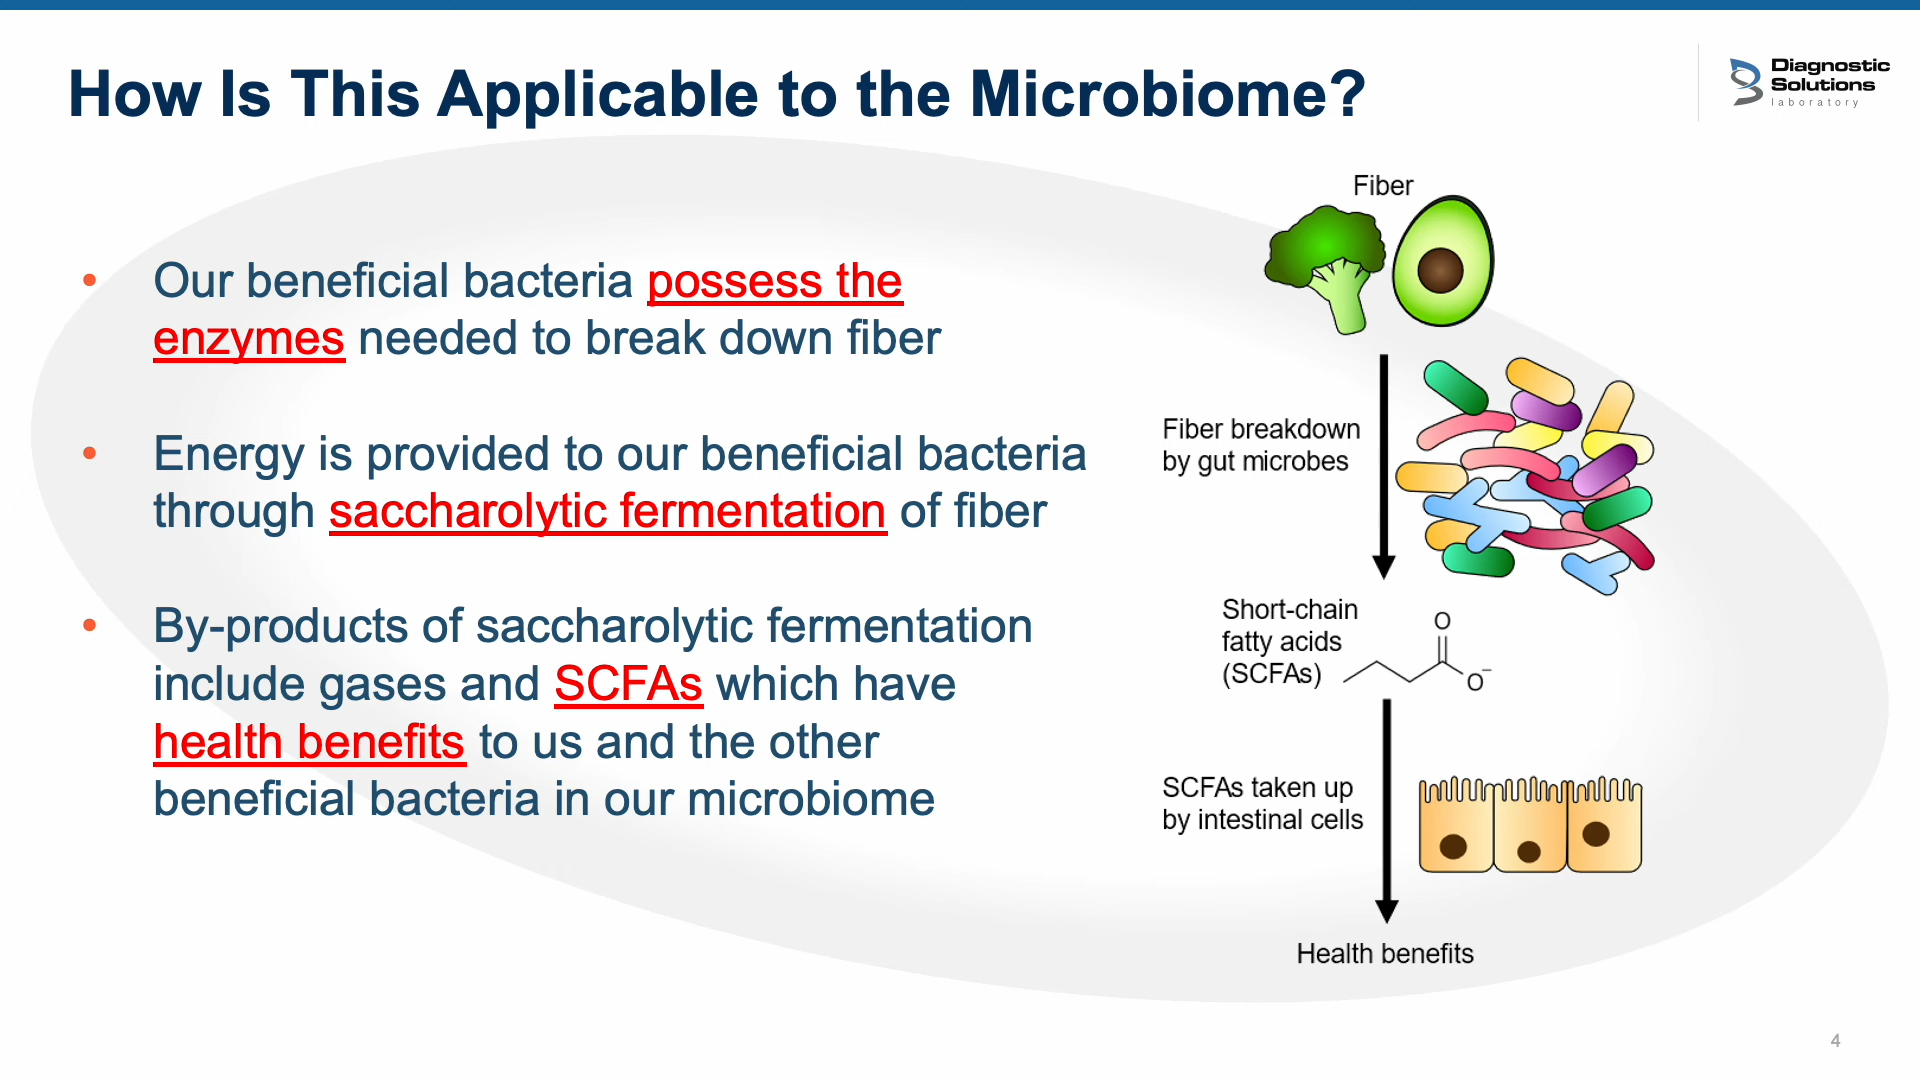 How Is This Applicable to the Microbiome?
Diagnostic
Solutions
laboratory
• Our beneficial bacteria possess the
enzymes needed to break down fiber
• Energy is provided to our beneficial bacteria
through saccharolytic fermentation of fiber
• By-products of saccharolytic fermentation
include gases and SCFAs which have
health benefits to us and the other
beneficial bacteria in our microbiome
Fiber
Fiber breakdown
by gut microbes
Short-chain
fatty acids
(SCFAs)
O
O⁻
SCFAs taken up
by intestinal cells
Health benefits
4